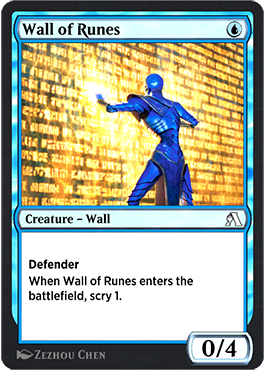 Wall of Runes
Creature – Wall
Defender
When Wall of Runes enters the
battlefield, scry 1.
0/4
Zezhou Chen